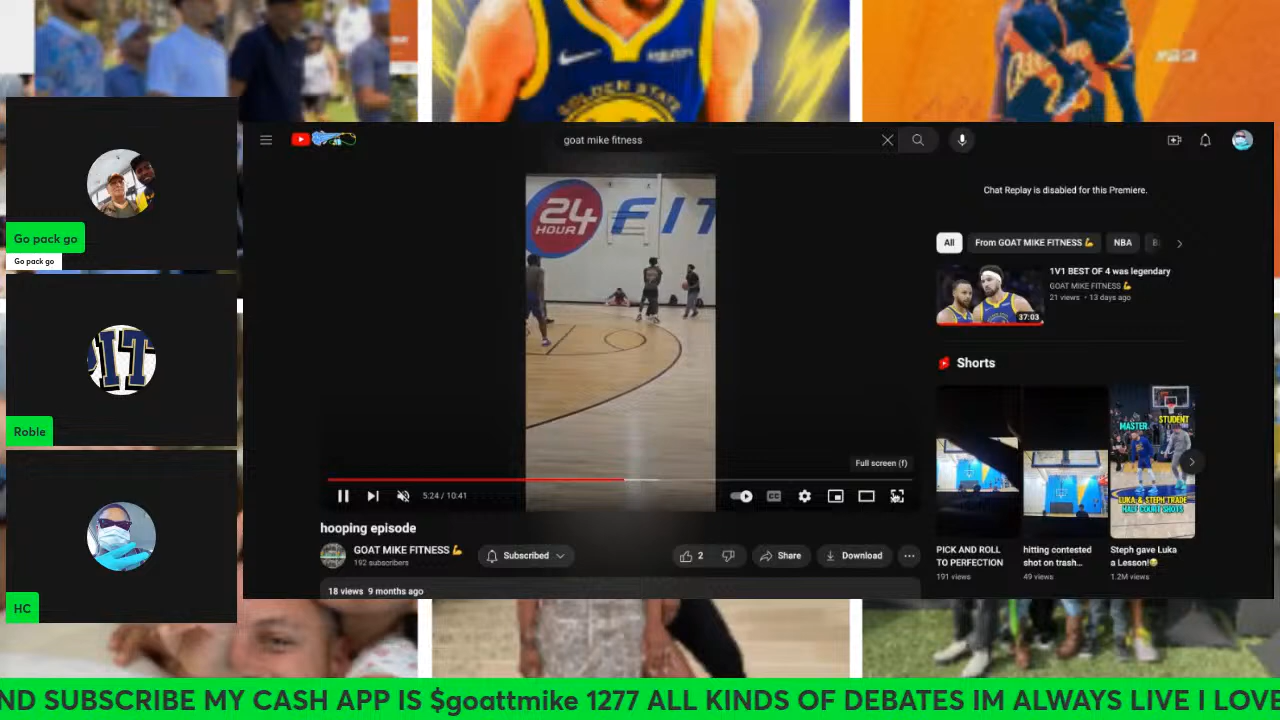 GOLDEN STATE
goat mike fitness
Chat Replay is disabled for this Premiere.
All
From GOAT MIKE FITNESS 💪
NBA
1V1 BEST OF 4 was legendary
GOAT MIKE FITNESS 💪
21 views • 13 days ago
37:03
24
HOUR
FIT
Go pack go
Go pack go
Shorts
MASTER
STUDENT
LUKA & STEPH TRADE
HALF COURT SHOTS
Roble
PIT
Full screen (f)
5:24 / 10:41
CC
hooping episode
GOAT MIKE FITNESS 💪
192 subscribers
Subscribed
2
Share
Download
18 views 9 months ago
PICK AND ROLL
TO PERFECTION
191 views
hitting contested
shot on trash...
49 views
Steph gave Luka
a Lesson!
1.2M views
HC
ND SUBSCRIBE MY CASH APP IS $goattmike 1277 ALL KINDS OF DEBATES IM ALWAYS LIVE I LOVE